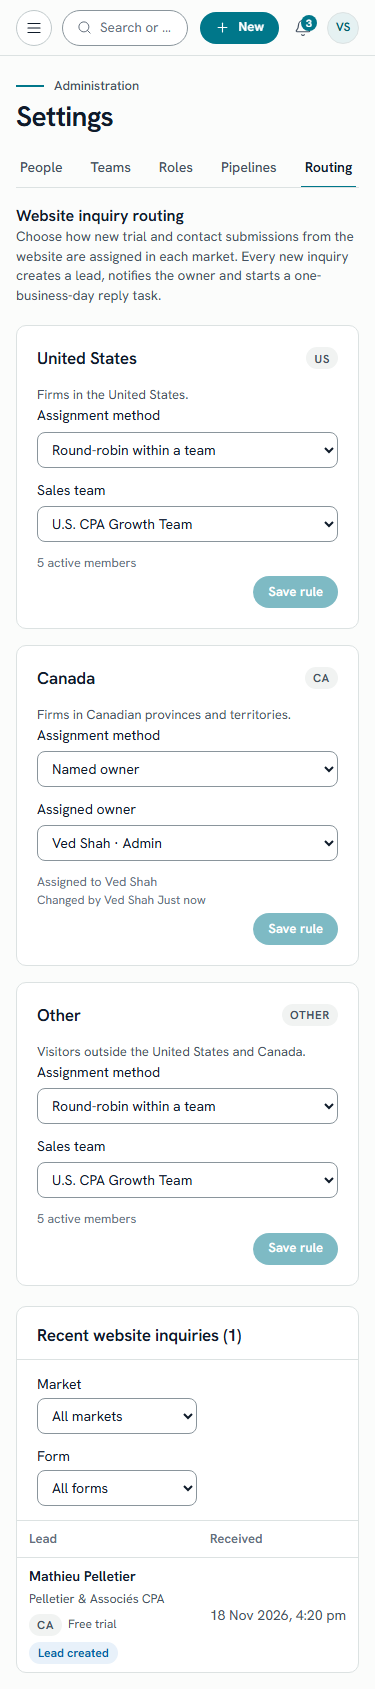 Search or ...
New
3
VS
Administration
Settings
People Teams Roles Pipelines Routing
Website inquiry routing
Choose how new trial and contact submissions from the
website are assigned in each market. Every new inquiry
creates a lead, notifies the owner and starts a one-
business-day reply task.
United States
US
Firms in the United States.
Assignment method
Round-robin within a team
Sales team
U.S. CPA Growth Team
5 active members
Save rule
Canada
CA
Firms in Canadian provinces and territories.
Assignment method
Named owner
Assigned owner
Ved Shah · Admin
Assigned to Ved Shah
Changed by Ved Shah Just now
Save rule
Other
OTHER
Visitors outside the United States and Canada.
Assignment method
Round-robin within a team
Sales team
U.S. CPA Growth Team
5 active members
Save rule
Recent website inquiries (1)
Market
All markets
Form
All forms
Lead Received
Mathieu Pelletier
Pelletier & Associés CPA
CA Free trial
18 Nov 2026, 4:20 pm
Lead created